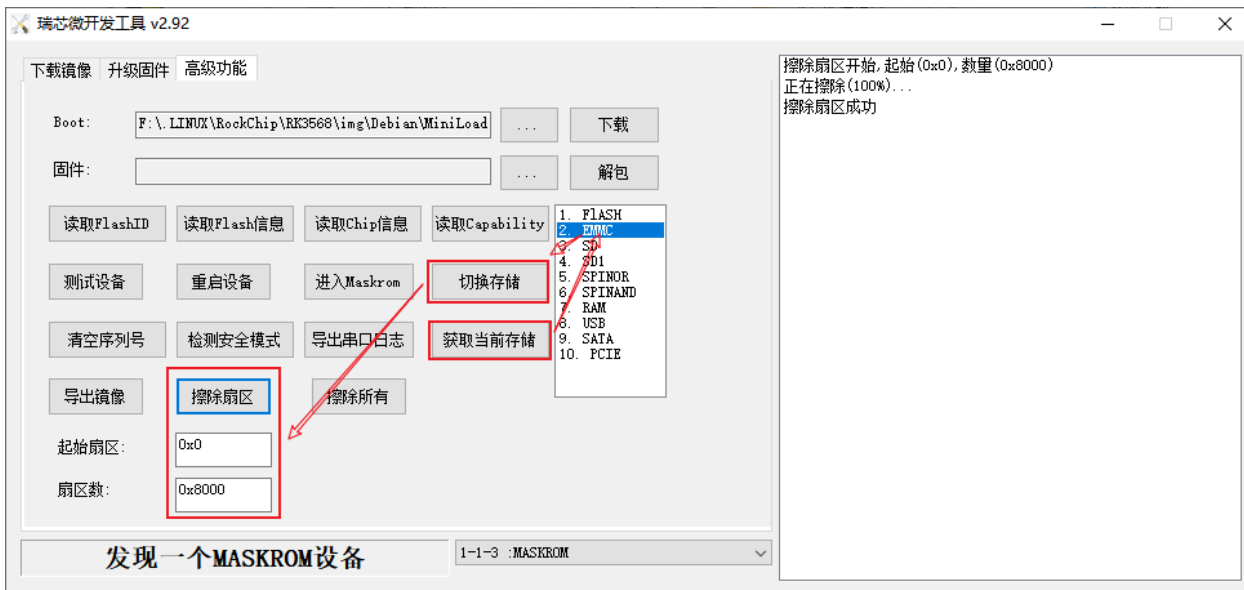 瑞芯微开发工具 v2.92
下载镜像 升级固件 高级功能
Boot: F:\.LINUX\RockChip\RK3568\img\Debian\MiniLoad ... 下载
固件: ... 解包
读取FlashID 读取Flash信息 读取Chip信息 读取Capability
测试设备 重启设备 进入Maskrom 切换存储
清空序列号 检测安全模式 导出串口日志 获取当前存储
导出镜像 擦除扇区 擦除所有
起始扇区: 0x0
扇区数: 0x8000
1. FlASH
2. EMMC
3. SD
4. SD1
5. SPINOR
6. SPINAND
7. RAM
8. USB
9. SATA
10. PCIE
发现一个MASKROM设备
1-1-3 :MASKROM
擦除扇区开始,起始(0x0),数量(0x8000)
正在擦除(100%)...
擦除扇区成功